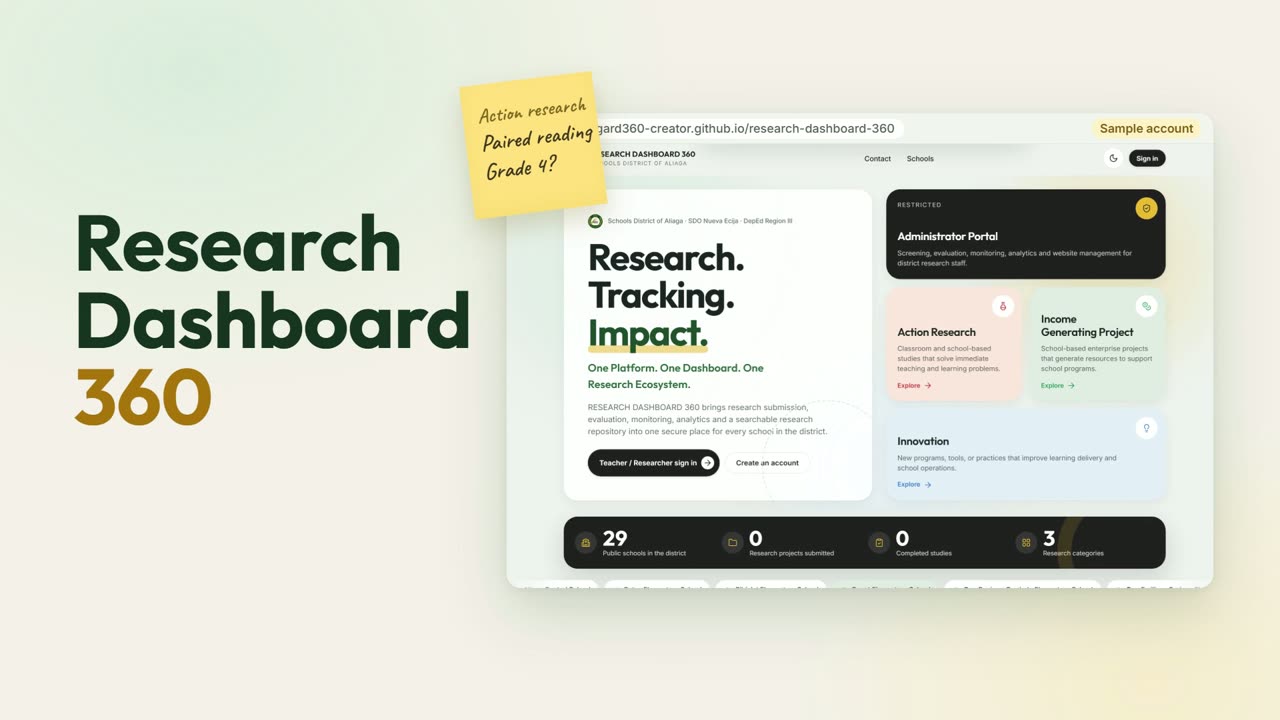 Research
Dashboard
360
Action research
Paired reading
Grade 4?
gard360-creator.github.io/research-dashboard-360
Sample account
SEARCH DASHBOARD 360
OOLS DISTRICT OF ALIAGA
Contact
Schools
Sign in
Schools District of Aliaga · SDO Nueva Ecija · DepEd Region III
Research.
Tracking.
Impact.
One Platform. One Dashboard. One
Research Ecosystem.
RESEARCH DASHBOARD 360 brings research submission,
evaluation, monitoring, analytics and a searchable research
repository into one secure place for every school in the district.
Teacher / Researcher sign in
Create an account
RESTRICTED
Administrator Portal
Screening, evaluation, monitoring, analytics and website management for
district research staff.
Action Research
Classroom and school-based
studies that solve immediate
teaching and learning problems.
Explore
Income
Generating Project
School-based enterprise projects
that generate resources to support
school programs.
Explore
Innovation
New programs, tools, or practices that improve learning delivery and
school operations.
Explore
29
Public schools in the district
0
Research projects submitted
0
Completed studies
3
Research categories